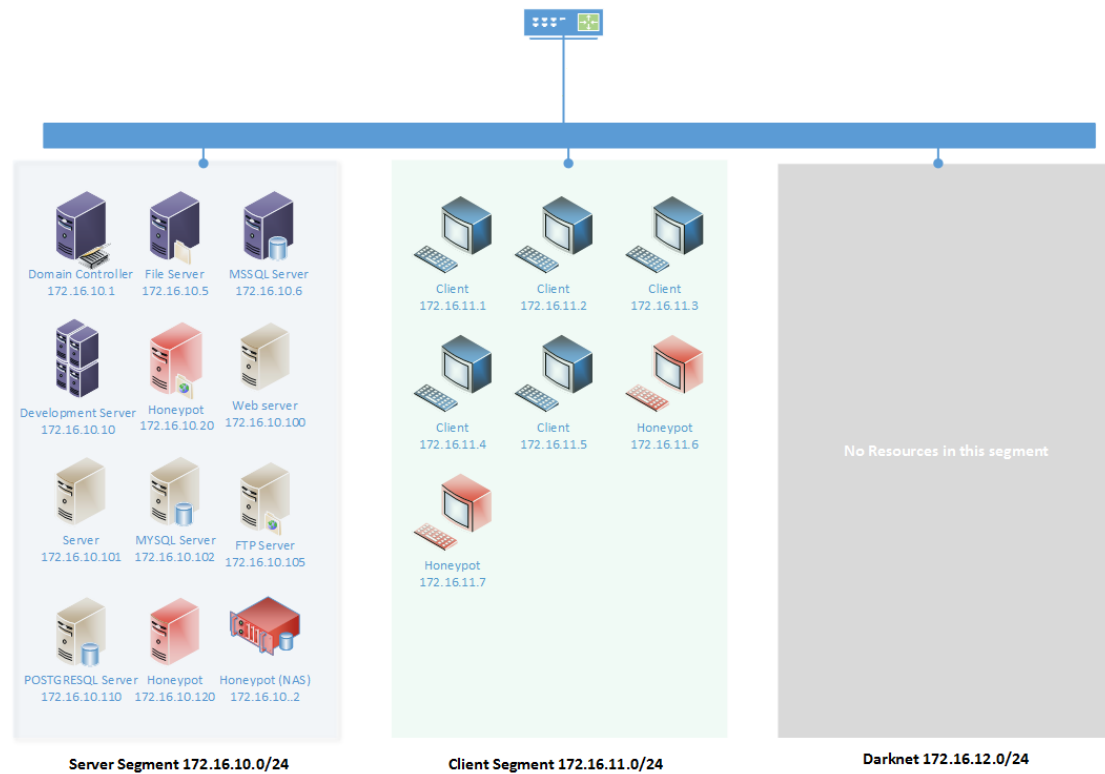 Domain Controller
172.16.10.1
File Server
172.16.10.5
MSSQL Server
172.16.10.6
Development Server
172.16.10.10
Honeypot
172.16.10.20
Web server
172.16.10.100
Server
172.16.10.101
MYSQL Server
172.16.10.102
FTP Server
172.16.10.105
POSTGRESQL Server
172.16.10.110
Honeypot
172.16.10.120
Honeypot (NAS)
172.16.10..2
Server Segment 172.16.10.0/24
Client
172.16.11.1
Client
172.16.11.2
Client
172.16.11.3
Client
172.16.11.4
Client
172.16.11.5
Honeypot
172.16.11.6
Honeypot
172.16.11.7
Client Segment 172.16.11.0/24
No Resources in this segment
Darknet 172.16.12.0/24